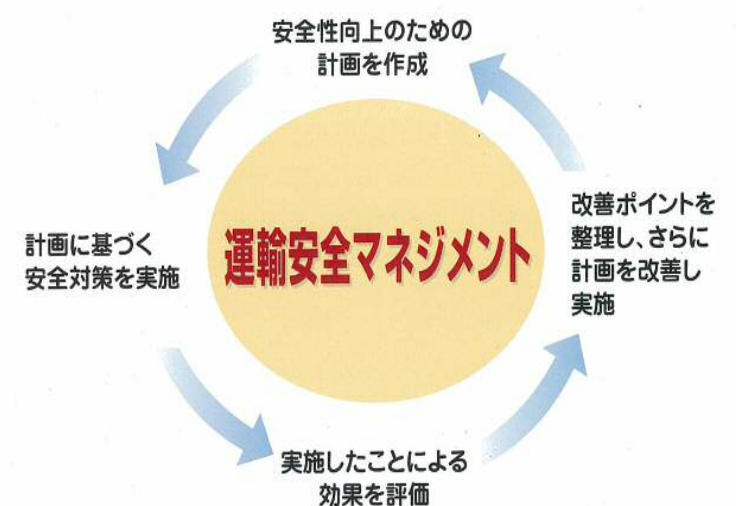 安全性向上のための
計画を作成
計画に基づく
安全対策を実施
運輸安全マネジメント
改善ポイントを
整理し、さらに
計画を改善し
実施
実施したことによる
効果を評価